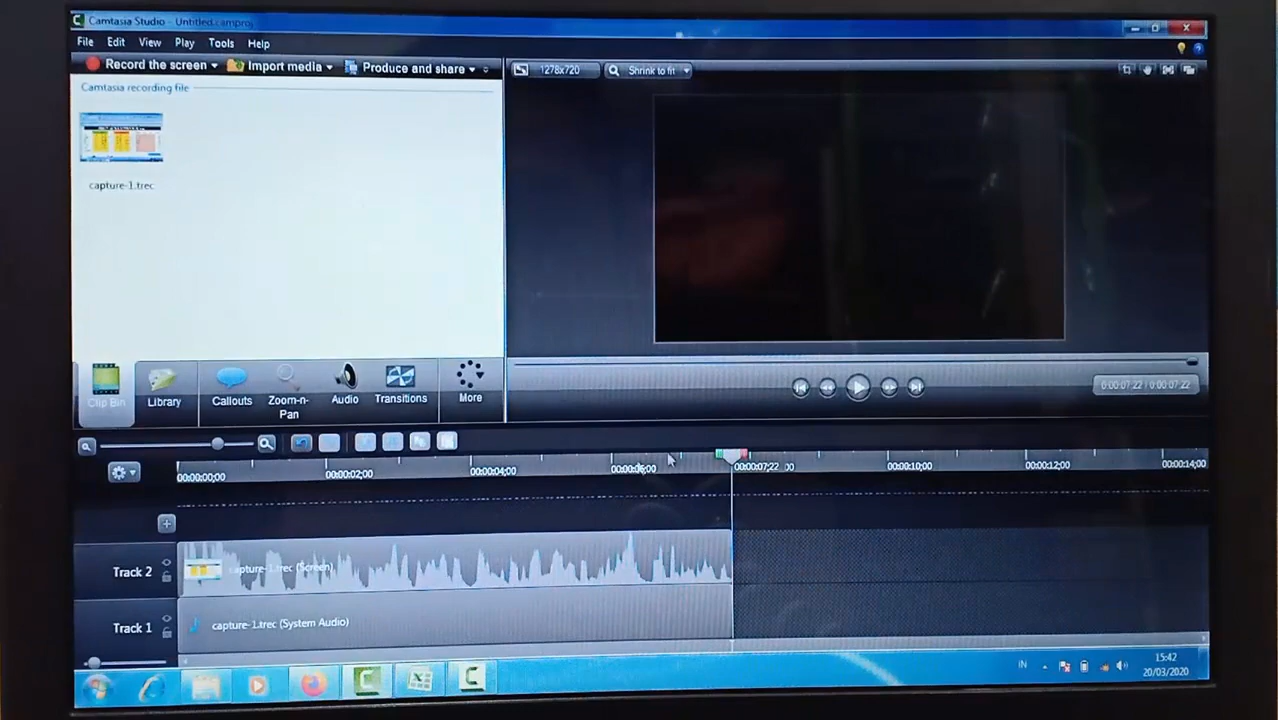 Camtasia Studio - Untitled.camproj
File Edit View Play Tools Help
Record the screen Import media Produce and share
1278x720 Shrink to fit
Camtasia recording file
capture-1.trec
Clip Bin Library Callouts Zoom-n-Pan Audio Transitions More
0:00:07;22 / 0:00:07;22
00:00:00;00 00:00:02;00 00:00:04;00 00:00:06;00 00:00:07;22 00:00:10;00 00:00:12;00 00:00:14;00
Track 2 capture-1.trec (Screen)
Track 1 capture-1.trec (System Audio)
IN 15:42
20/03/2020